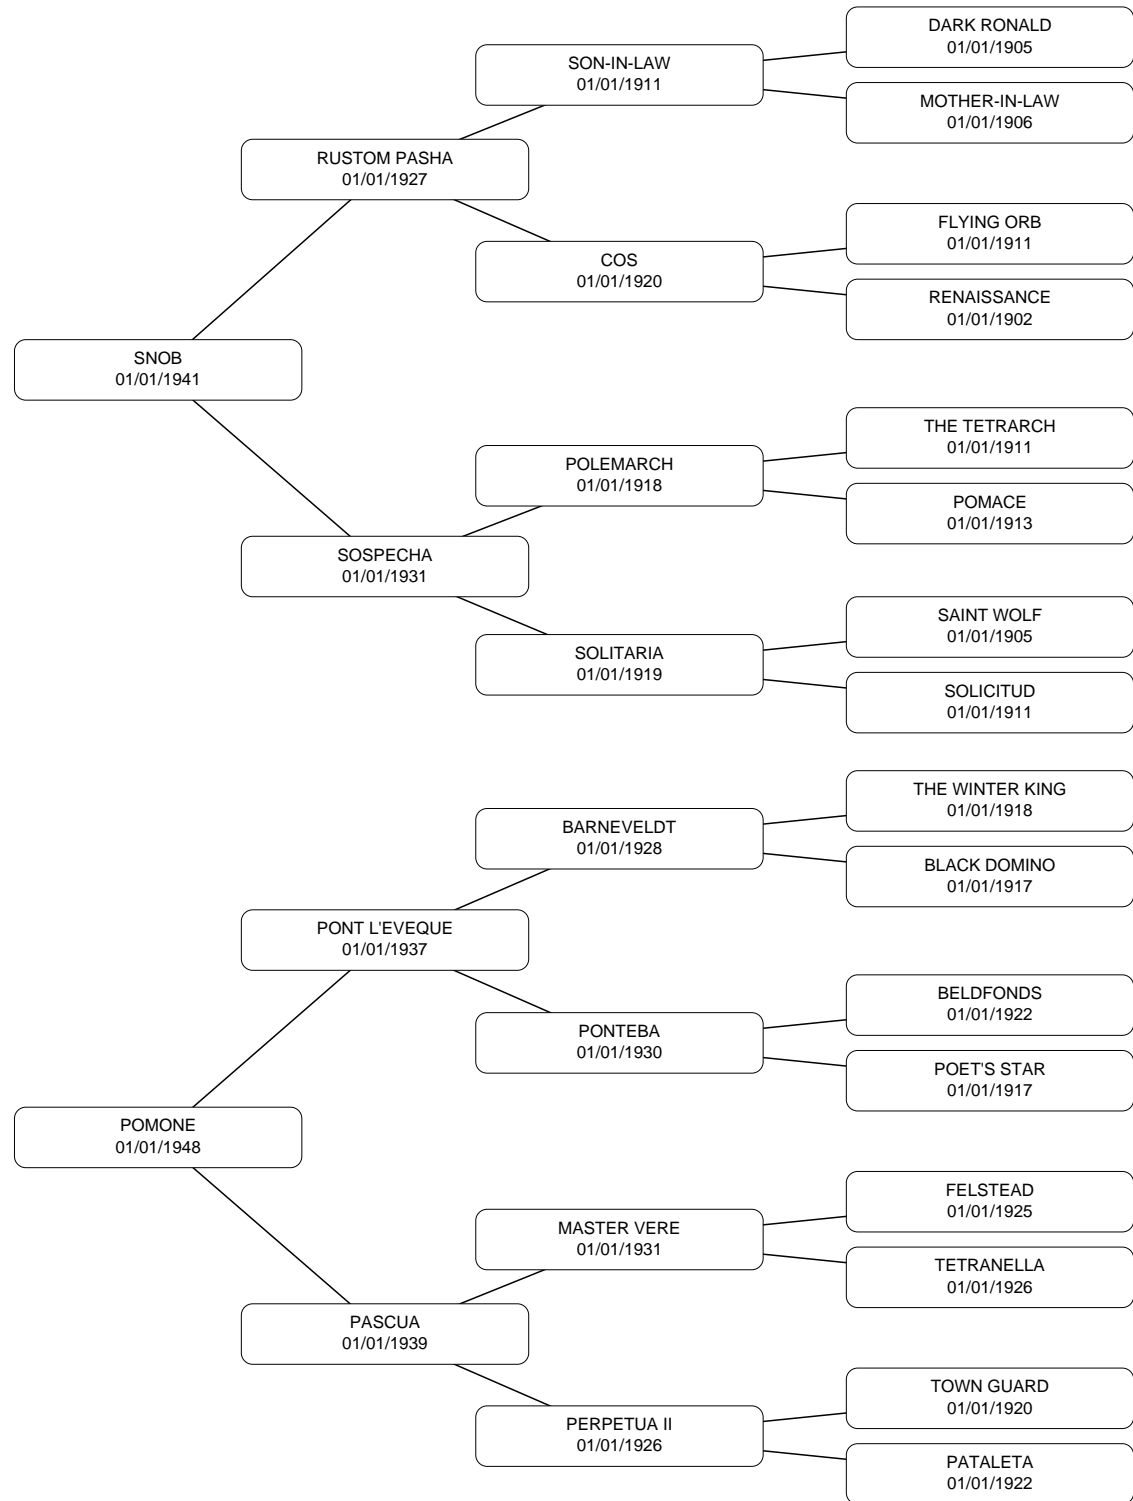 DARK RONALD
01/01/1905
SON-IN-LAW
01/01/1911
MOTHER-IN-LAW
01/01/1906
RUSTOM PASHA
01/01/1927
FLYING ORB
01/01/1911
COS
01/01/1920
RENAISSANCE
01/01/1902
SNOB
01/01/1941
THE TETRARCH
01/01/1911
POLEMARCH
01/01/1918
POMACE
01/01/1913
SOSPECHA
01/01/1931
SAINT WOLF
01/01/1905
SOLITARIA
01/01/1919
SOLICITUD
01/01/1911
THE WINTER KING
01/01/1918
BARNEVELDT
01/01/1928
BLACK DOMINO
01/01/1917
PONT L'EVEQUE
01/01/1937
BELDFONDS
01/01/1922
PONTEBA
01/01/1930
POET'S STAR
01/01/1917
POMONE
01/01/1948
FELSTEAD
01/01/1925
MASTER VERE
01/01/1931
TETRANELLA
01/01/1926
PASCUA
01/01/1939
TOWN GUARD
01/01/1920
PERPETUA II
01/01/1926
PATALETA
01/01/1922